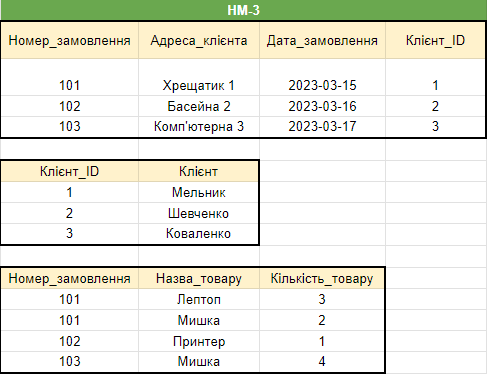 НМ-3
Номер_замовлення Адреса_клієнта Дата_замовлення Клієнт_ID
101 Хрещатик 1 2023-03-15 1
102 Басейна 2 2023-03-16 2
103 Комп'ютерна 3 2023-03-17 3
Клієнт_ID Клієнт
1 Мельник
2 Шевченко
3 Коваленко
Номер_замовлення Назва_товару Кількість_товару
101 Лептоп 3
101 Мишка 2
102 Принтер 1
103 Мишка 4